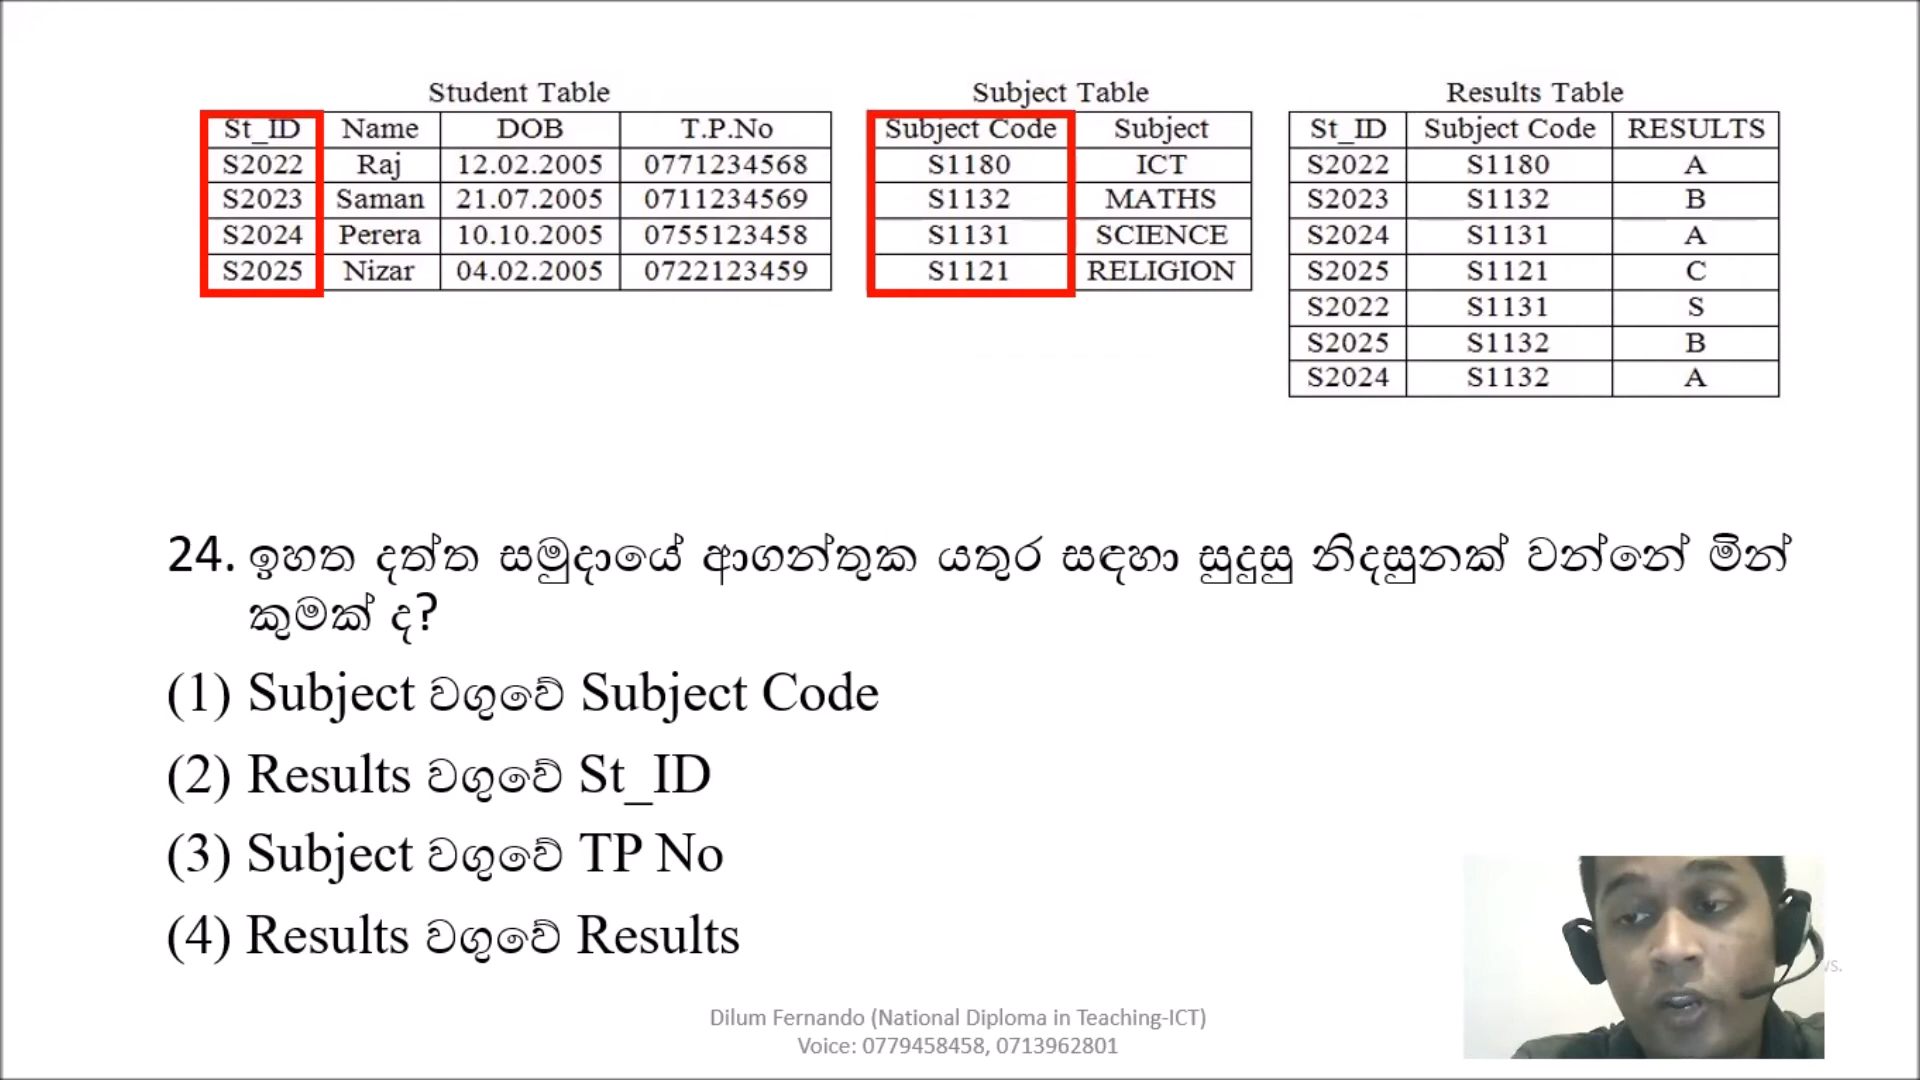 Student Table
St_ID Name DOB T.P.No
S2022 Raj 12.02.2005 0771234568
S2023 Saman 21.07.2005 0711234569
S2024 Perera 10.10.2005 0755123458
S2025 Nizar 04.02.2005 0722123459
Subject Table
Subject Code Subject
S1180 ICT
S1132 MATHS
S1131 SCIENCE
S1121 RELIGION
Results Table
St_ID Subject Code RESULTS
S2022 S1180 A
S2023 S1132 B
S2024 S1131 A
S2025 S1121 C
S2022 S1131 S
S2025 S1132 B
S2024 S1132 A
24. ඉහත දත්ත සමුදායේ ආගන්තුක යතුර සඳහා සුදුසු නිදසුනක් වන්නේ මින්
කුමක් ද?
(1) Subject වගුවේ Subject Code
(2) Results වගුවේ St_ID
(3) Subject වගුවේ TP No
(4) Results වගුවේ Results
Dilum Fernando (National Diploma in Teaching-ICT)
Voice: 0779458458, 0713962801